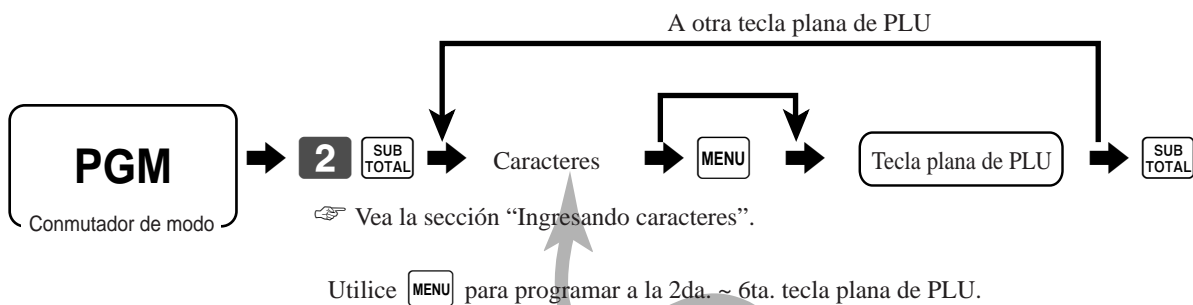 A otra tecla plana de PLU
PGM
Conmutador de modo
2 SUB TOTAL Caracteres MENU Tecla plana de PLU SUB TOTAL
☞ Vea la sección “Ingresando caracteres”.
Utilice MENU para programar a la 2da. ~ 6ta. tecla plana de PLU.